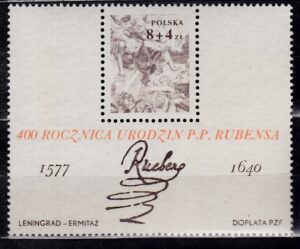 POLSKA
8+4 ZŁ
400 ROCZNICA URODZIN P.P. RUBENSA
1577
1640
LENINGRAD – ERMITAŻ
DOPŁATA PZF